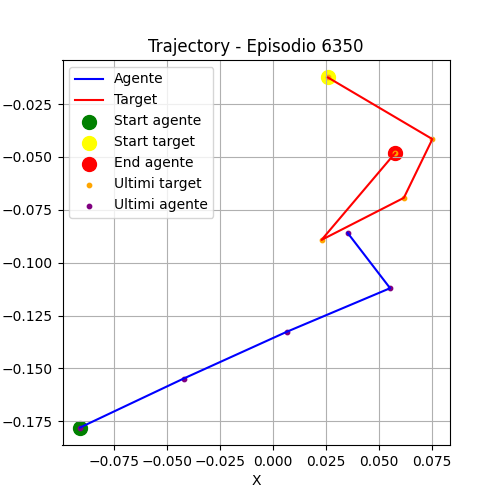 Trajectory - Episodio 6350
Agente
Target
Start agente
Start target
End agente
Ultimi target
Ultimi agente
−0.025
−0.050
−0.075
−0.100
−0.125
−0.150
−0.175
−0.075
−0.050
−0.025
0.000
0.025
0.050
0.075
X